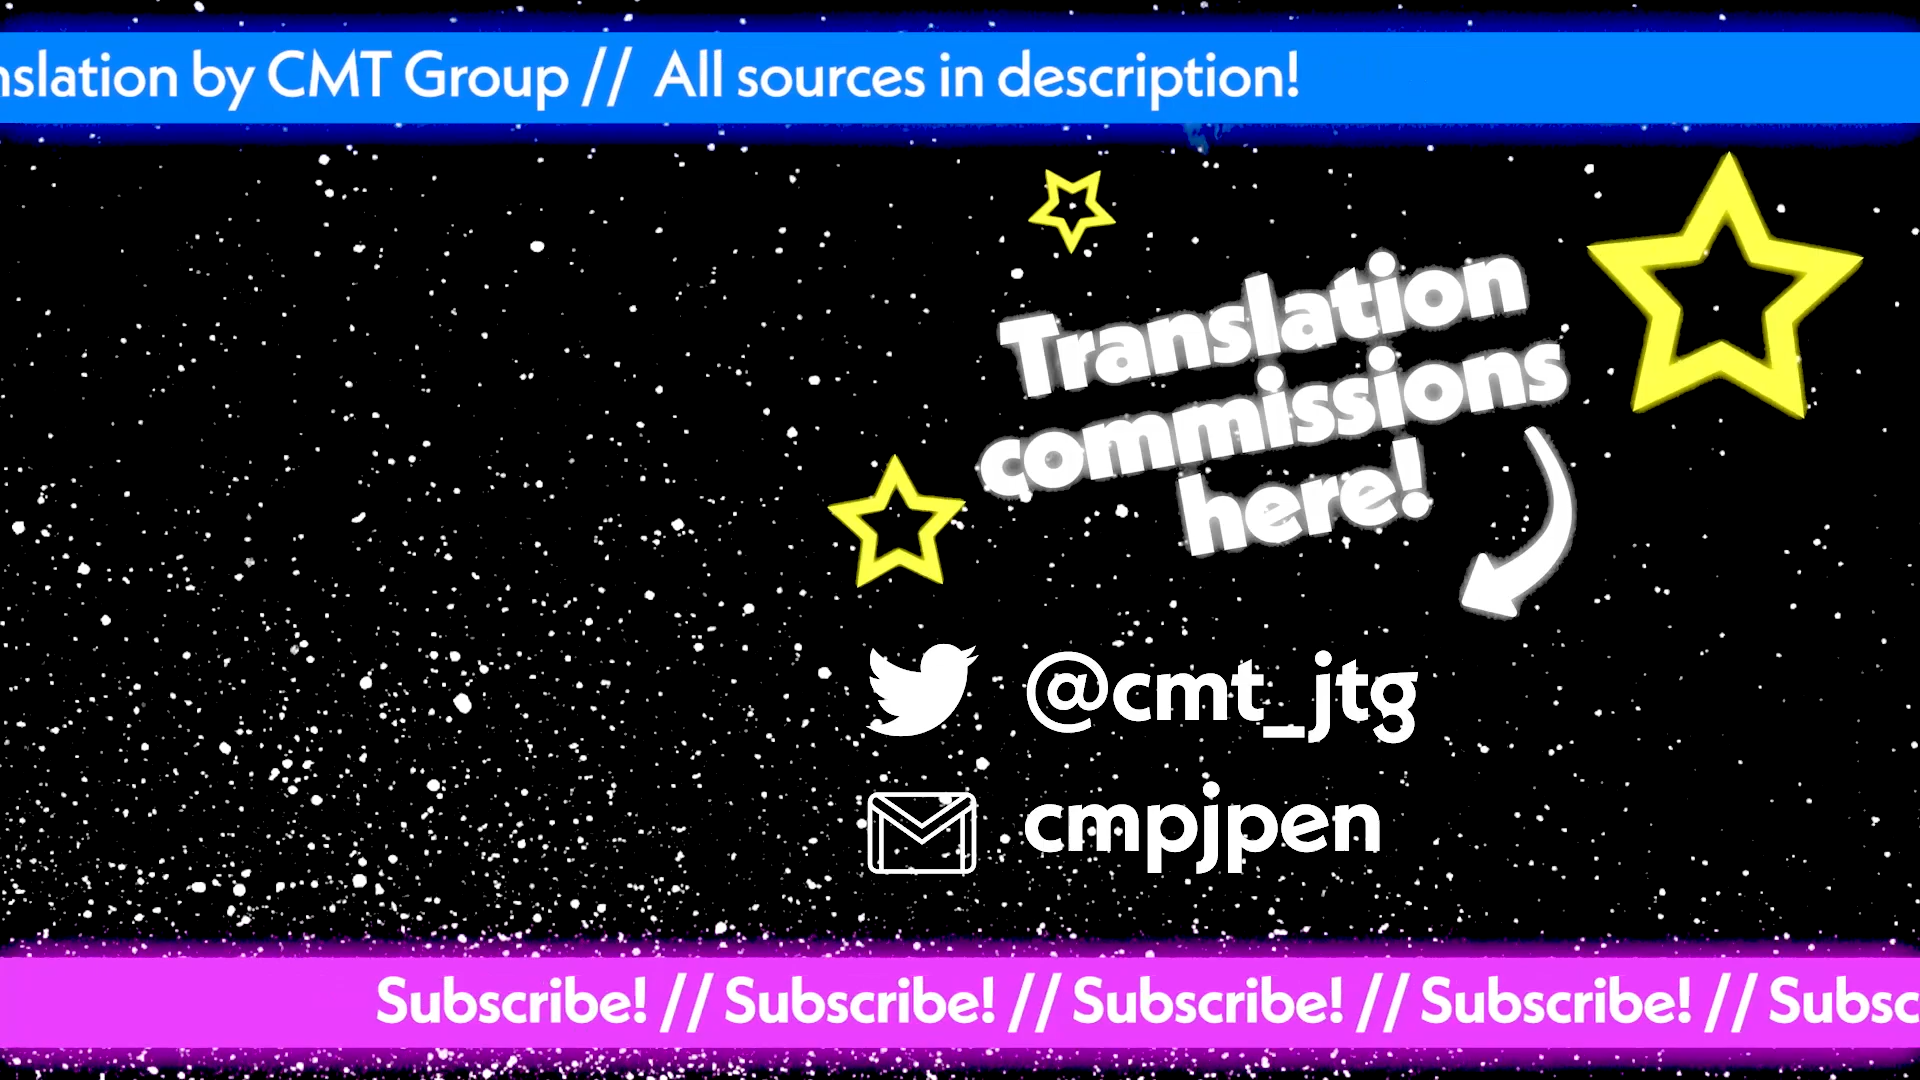 nslation by CMT Group // All sources in description!
Translation
commissions
here!
@cmt_jtg
cmpjpen
Subscribe! // Subscribe! // Subscribe! // Subscribe! // Subsc